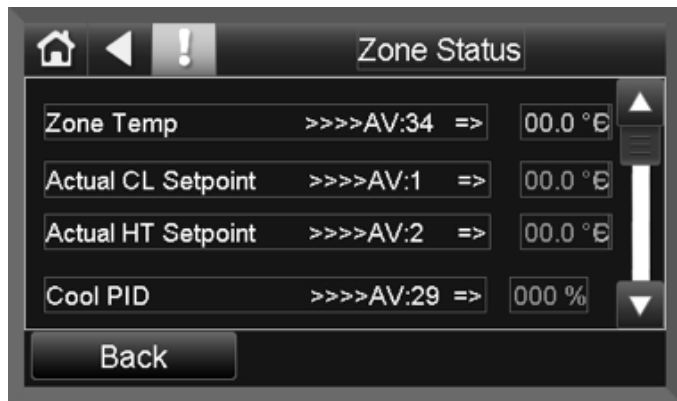 Zone Status
Zone Temp >>>>AV:34 => 00.0 °
Actual CL Setpoint >>>>AV:1 => 00.0 °
Actual HT Setpoint >>>>AV:2 => 00.0 °
Cool PID >>>>AV:29 => 000 %
Back